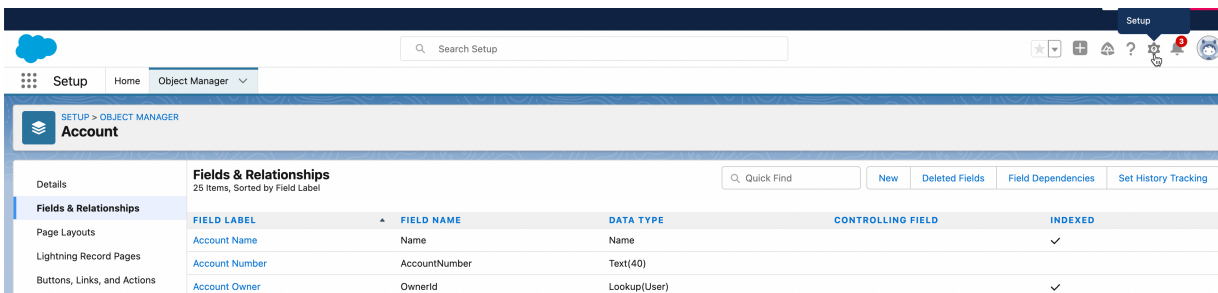 Setup
Search Setup
3
Setup Home Object Manager
SETUP > OBJECT MANAGER
Account
Details
Fields & Relationships
Page Layouts
Lightning Record Pages
Buttons, Links, and Actions
Fields & Relationships
25 Items, Sorted by Field Label
Quick Find New Deleted Fields Field Dependencies Set History Tracking
FIELD LABEL FIELD NAME DATA TYPE CONTROLLING FIELD INDEXED
Account Name Name Name
Account Number AccountNumber Text(40)
Account Owner OwnerId Lookup(User)